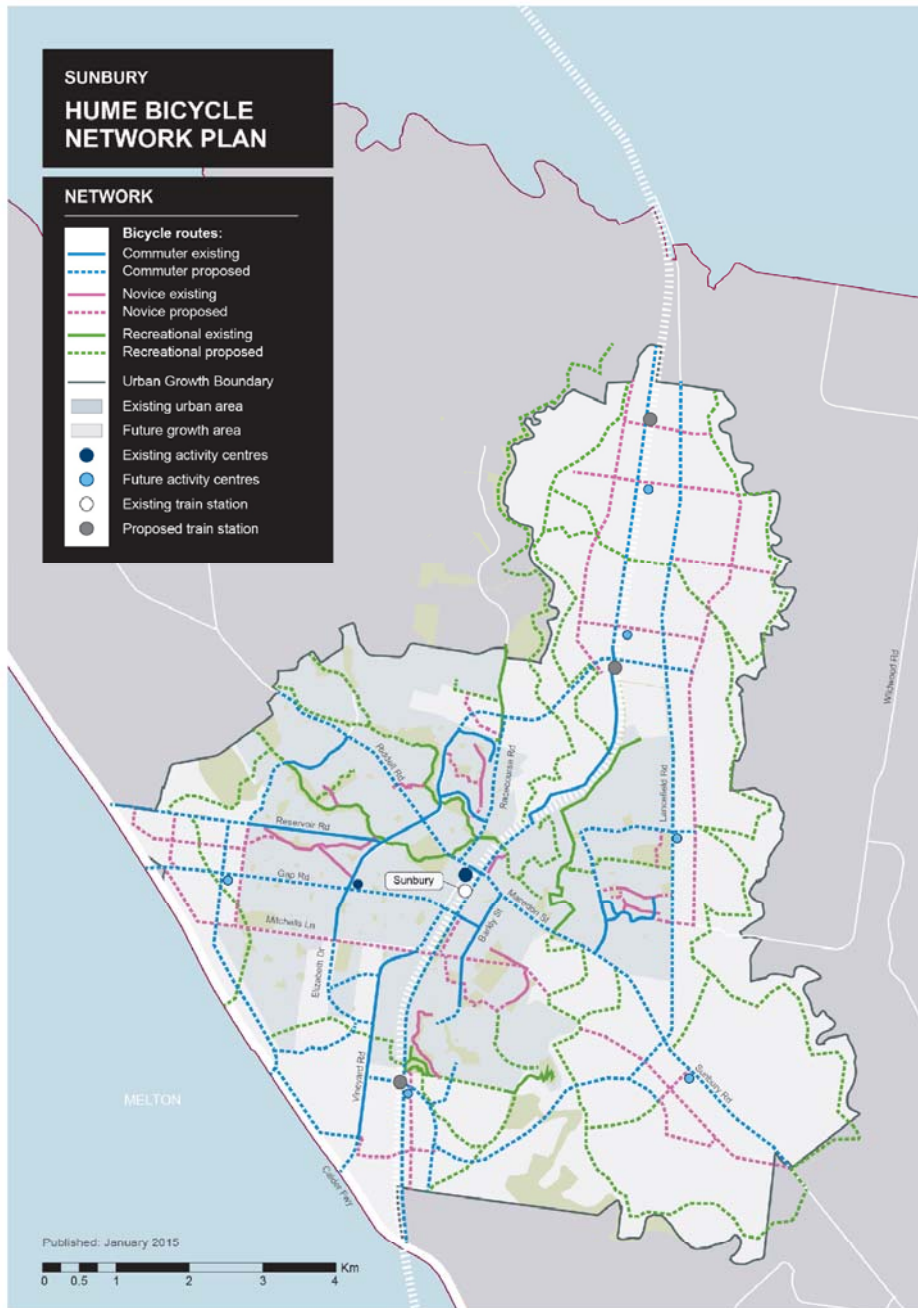 SUNBURY
HUME BICYCLE
NETWORK PLAN
NETWORK
Bicycle routes:
Commuter existing
Commuter proposed
Novice existing
Novice proposed
Recreational existing
Recreational proposed
Urban Growth Boundary
Existing urban area
Future growth area
Existing activity centres
Future activity centres
Existing train station
Proposed train station
Wildwood Rd
Riddell Rd
Racecourse Rd
Lancefield Rd
Reservoir Rd
Gap Rd
Sunbury
Macedon St
Barkly St
Mitchells Ln
Elizabeth Dr
Vineyard Rd
Sunbury Rd
MELTON
Calder Fwy
Published: January 2015
Km
0 0.5 1 2 3 4